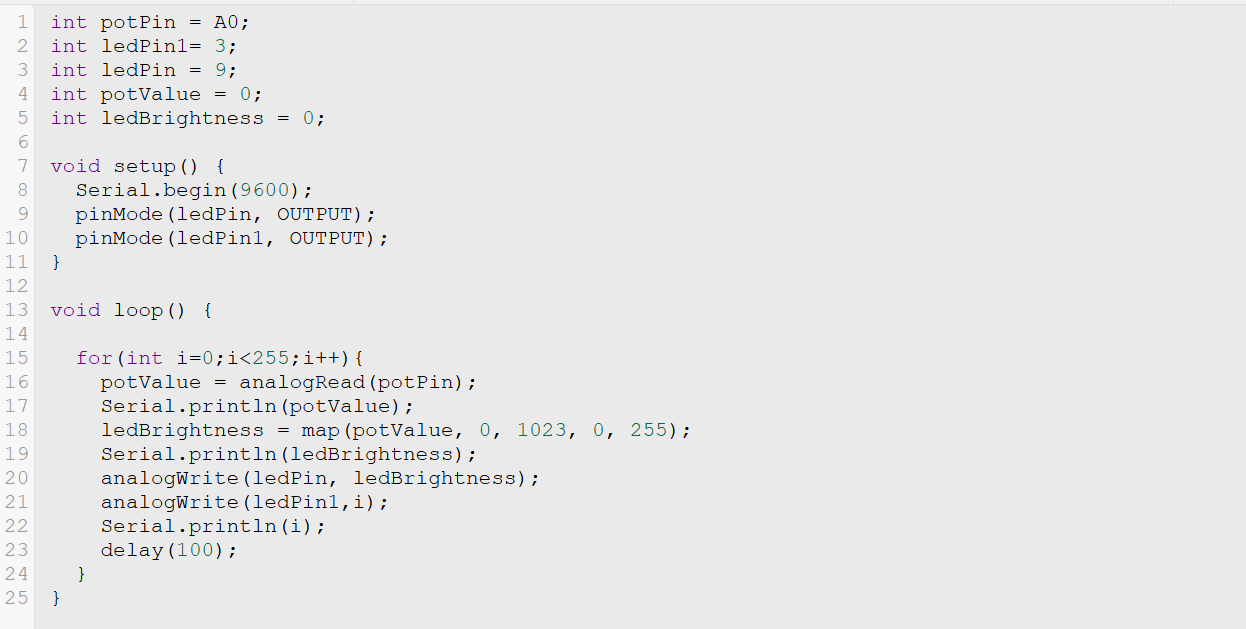 1 int potPin = A0;
2 int ledPin1= 3;
3 int ledPin = 9;
4 int potValue = 0;
5 int ledBrightness = 0;
6
7 void setup() {
8   Serial.begin(9600);
9   pinMode(ledPin, OUTPUT);
10   pinMode(ledPin1, OUTPUT);
11 }
12
13 void loop() {
14
15   for(int i=0;i<255;i++){
16     potValue = analogRead(potPin);
17     Serial.println(potValue);
18     ledBrightness = map(potValue, 0, 1023, 0, 255);
19     Serial.println(ledBrightness);
20     analogWrite(ledPin, ledBrightness);
21     analogWrite(ledPin1,i);
22     Serial.println(i);
23     delay(100);
24   }
25 }